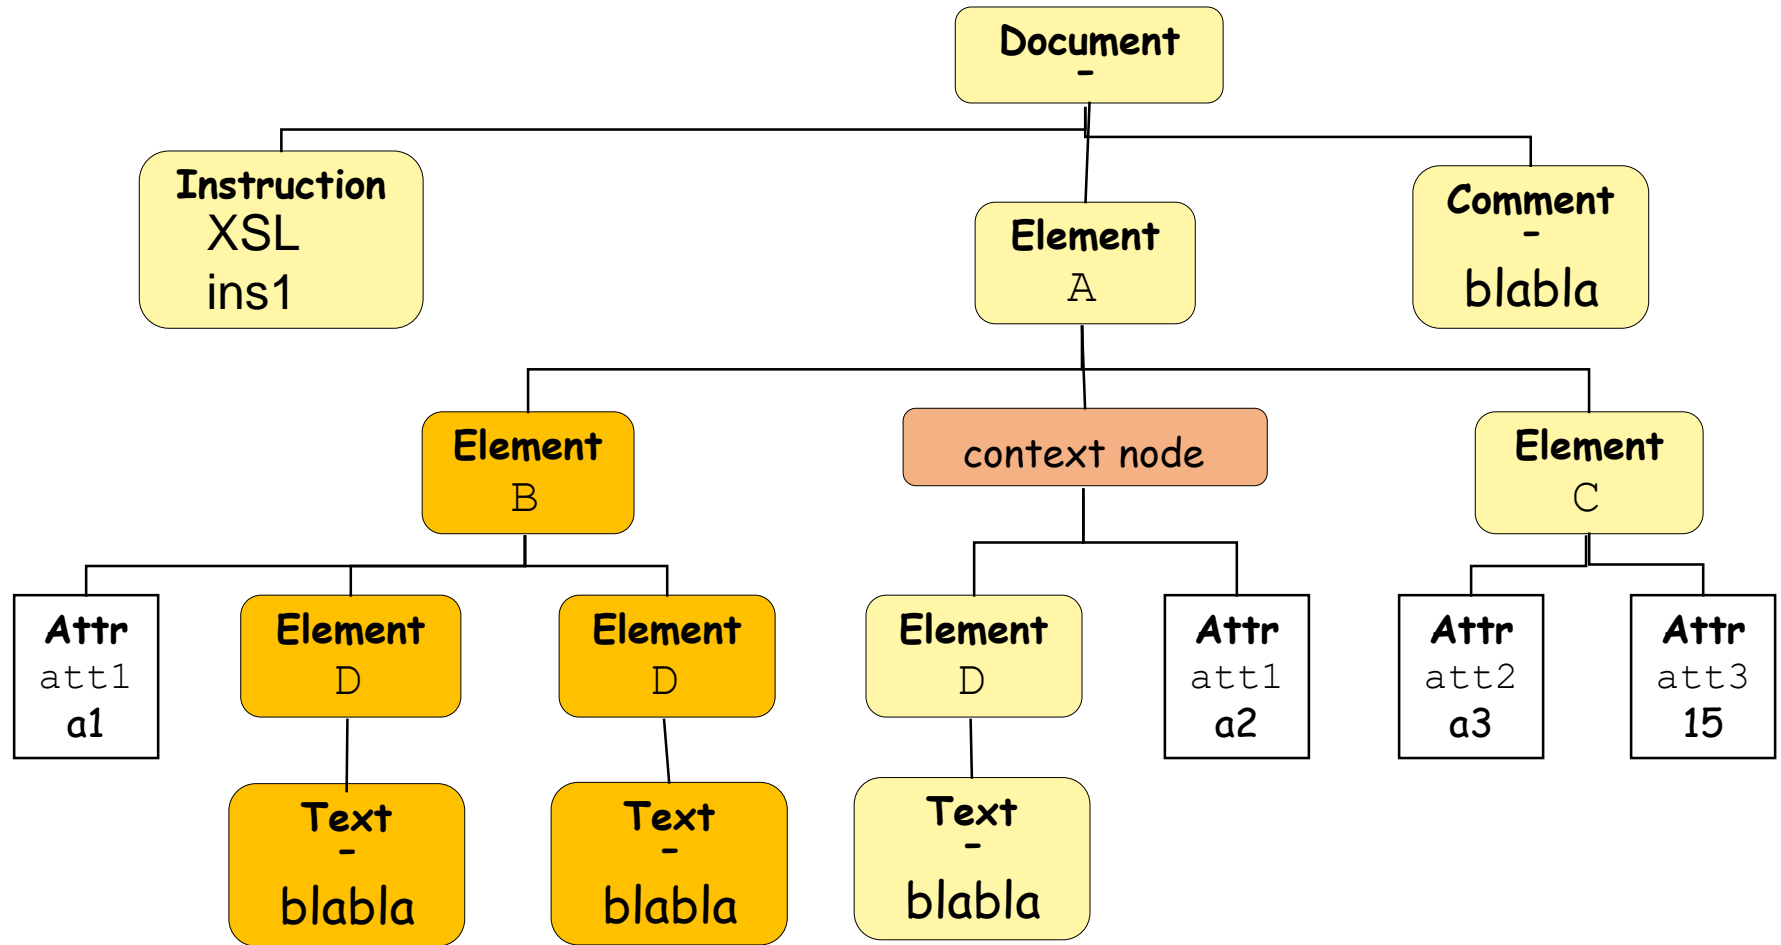 Document
-
Instruction
XSL
ins1
Element
A
Comment
-
blabla
Element
B
context node
Element
C
Attr
att1
a1
Element
D
Element
D
Element
D
Attr
att1
a2
Attr
att2
a3
Attr
att3
15
Text
-
blabla
Text
-
blabla
Text
-
blabla